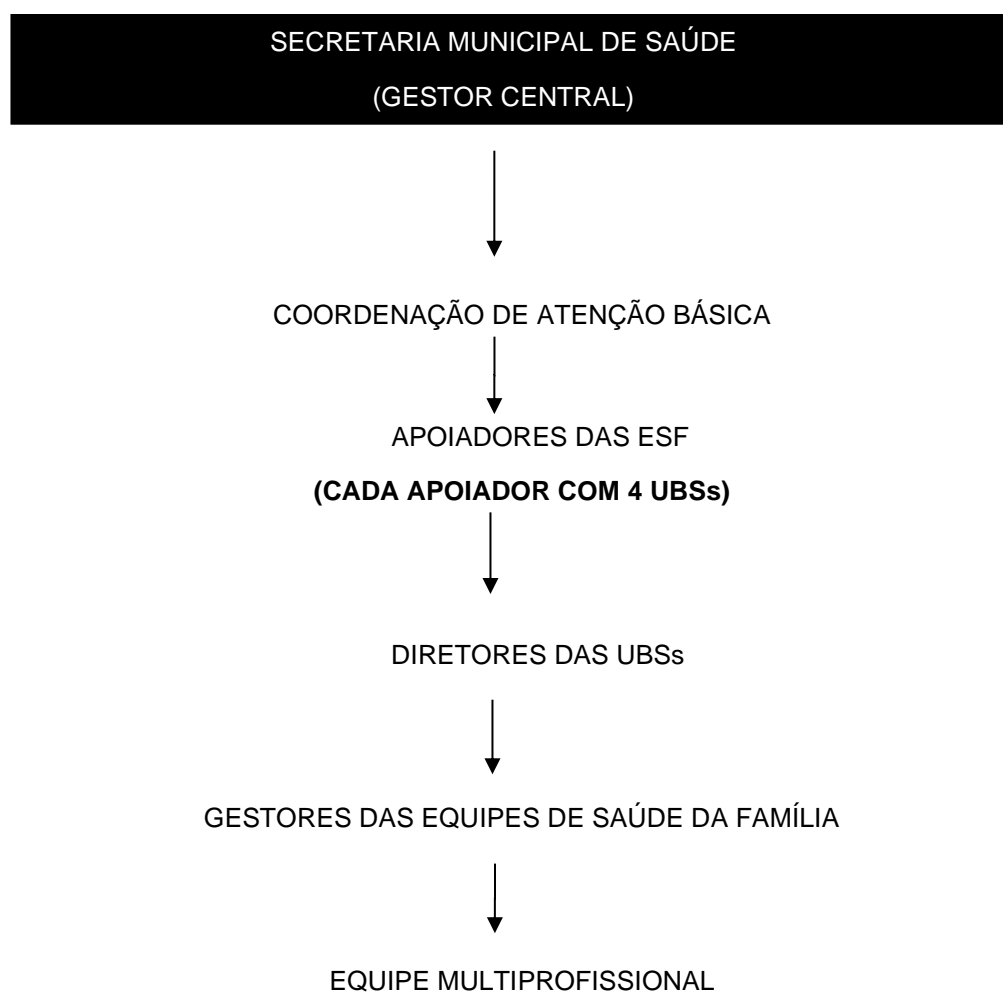 SECRETARIA MUNICIPAL DE SAÚDE
(GESTOR CENTRAL)
COORDENAÇÃO DE ATENÇÃO BÁSICA
APOIADORES DAS ESF
(CADA APOIADOR COM 4 UBSs)
DIRETORES DAS UBSs
GESTORES DAS EQUIPES DE SAÚDE DA FAMÍLIA
EQUIPE MULTIPROFISSIONAL